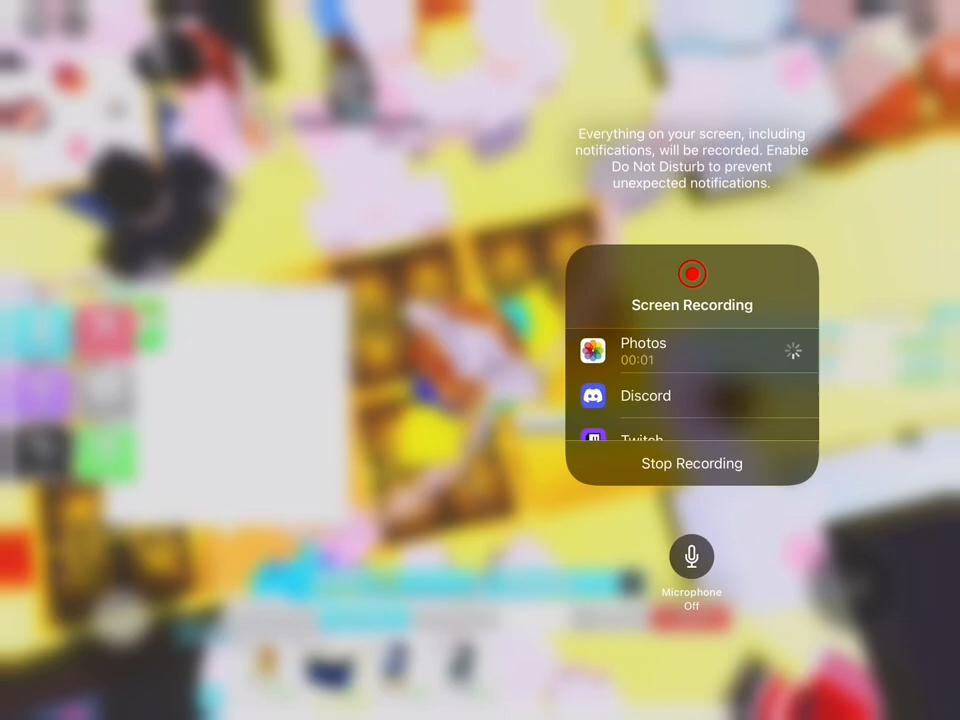 Everything on your screen, including
notifications, will be recorded. Enable
Do Not Disturb to prevent
unexpected notifications.
Screen Recording
Photos
00:01
Discord
Twitch
Stop Recording
Microphone
Off